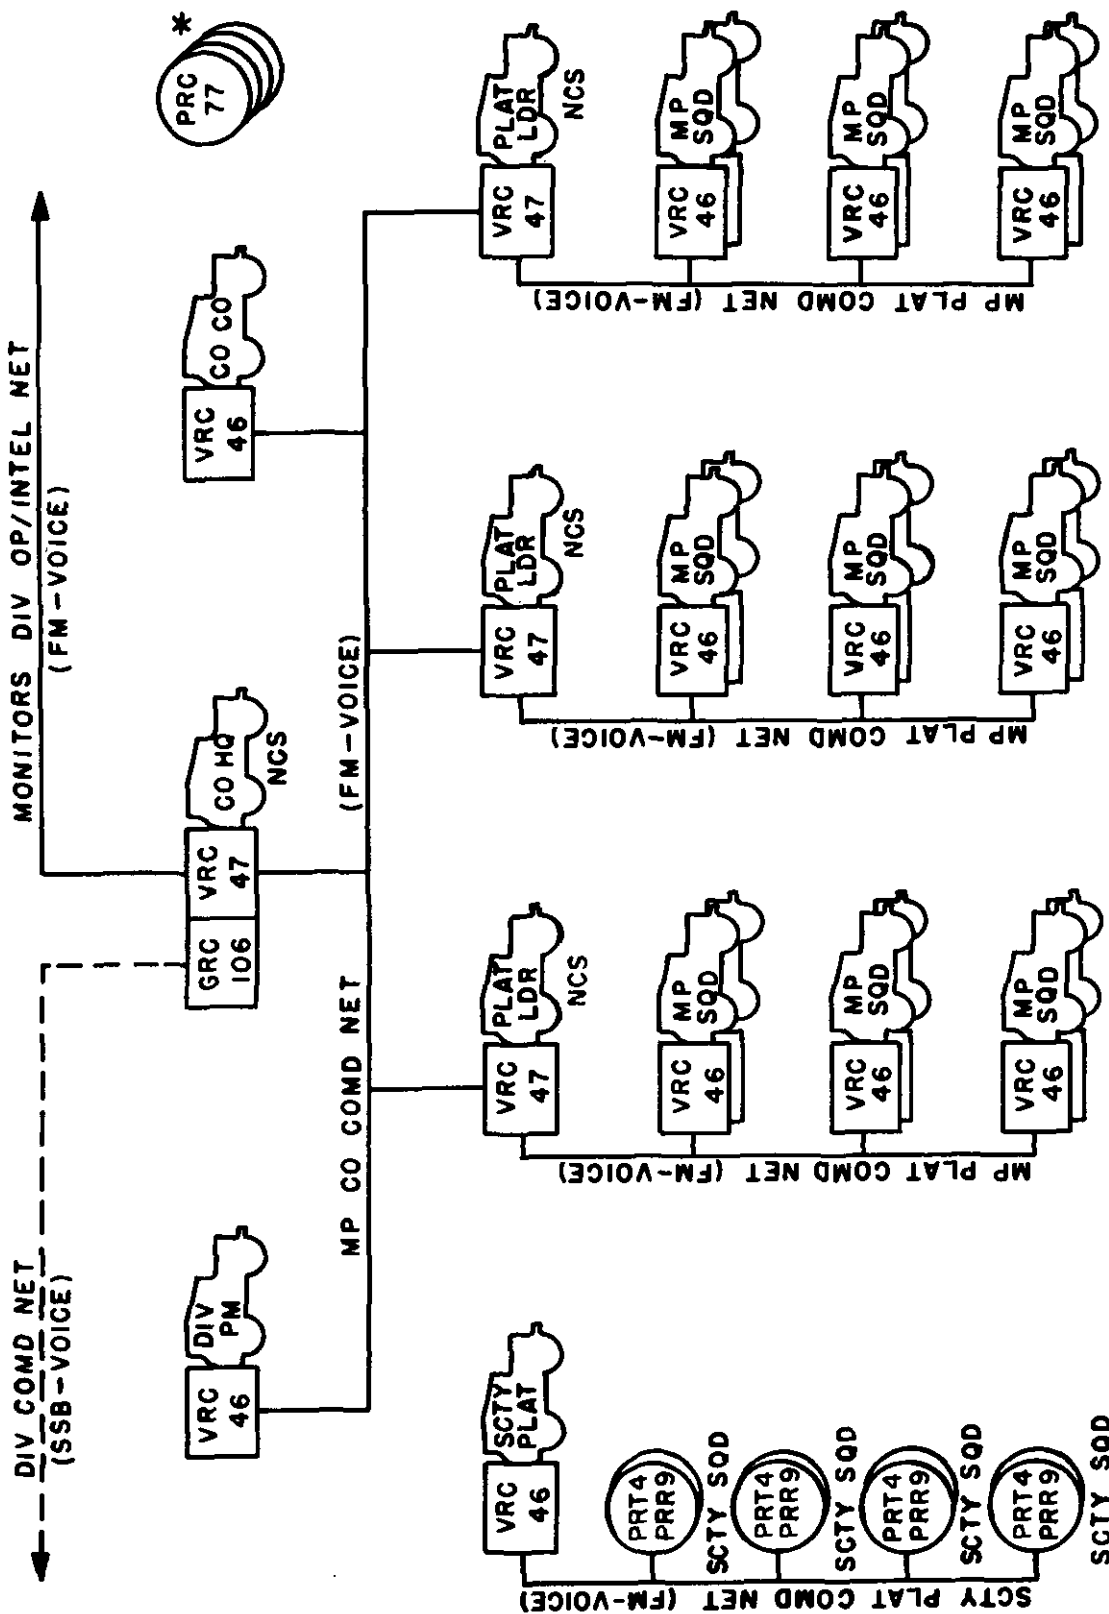 DIV COMD NET
(SSB-VOICE)
MONITORS DIV OP/INTEL NET
(FM-VOICE)
VRC
46
DIV
PM
GRC
106
VRC
47
CO HQ
NCS
VRC
46
CO CO
*
PRC
77
MP CO COMD NET
(FM-VOICE)
VRC
46
SCTY
PLAT
SCTY PLAT COMD NET (FM-VOICE)
PRT4
PRR9
SCTY SQD
PRT4
PRR9
SCTY SQD
PRT4
PRR9
SCTY SQD
PRT4
PRR9
SCTY SQD
VRC
47
PLAT
LDR
NCS
MP PLAT COMD NET (FM-VOICE)
VRC
46
MP
SQD
VRC
46
MP
SQD
VRC
46
MP
SQD
VRC
47
PLAT
LDR
NCS
MP PLAT COMD NET (FM-VOICE)
VRC
46
MP
SQD
VRC
46
MP
SQD
VRC
46
MP
SQD
VRC
47
PLAT
LDR
NCS
MP PLAT COMD NET (FM-VOICE)
VRC
46
MP
SQD
VRC
46
MP
SQD
VRC
46
MP
SQD